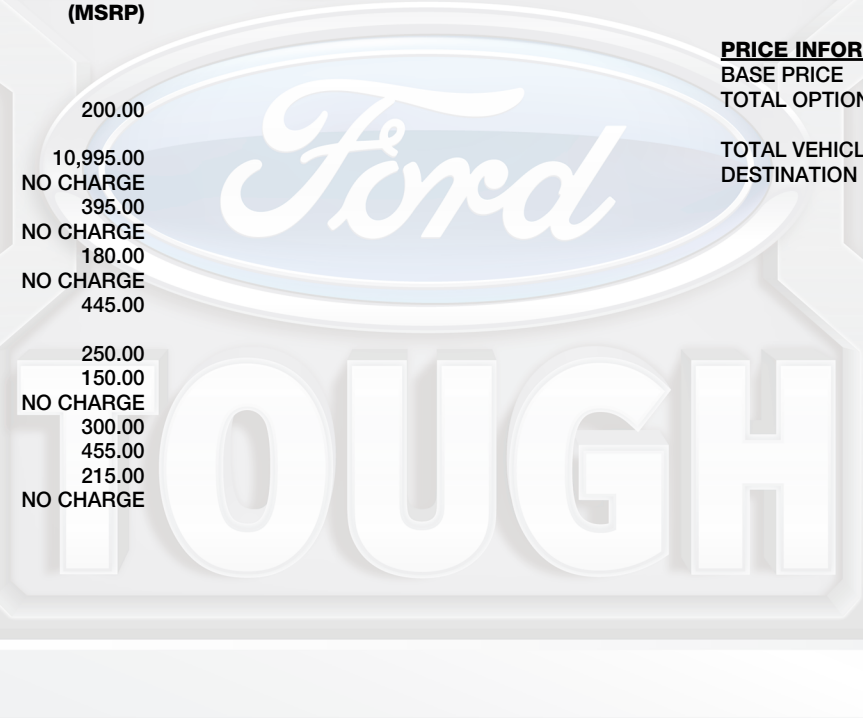 (MSRP)
200.00
10,995.00
NO CHARGE
395.00
NO CHARGE
180.00
NO CHARGE
445.00
250.00
150.00
NO CHARGE
300.00
455.00
215.00
NO CHARGE
PRICE INFOR
BASE PRICE
TOTAL OPTION
TOTAL VEHICL
DESTINATION
Ford
TOUGH